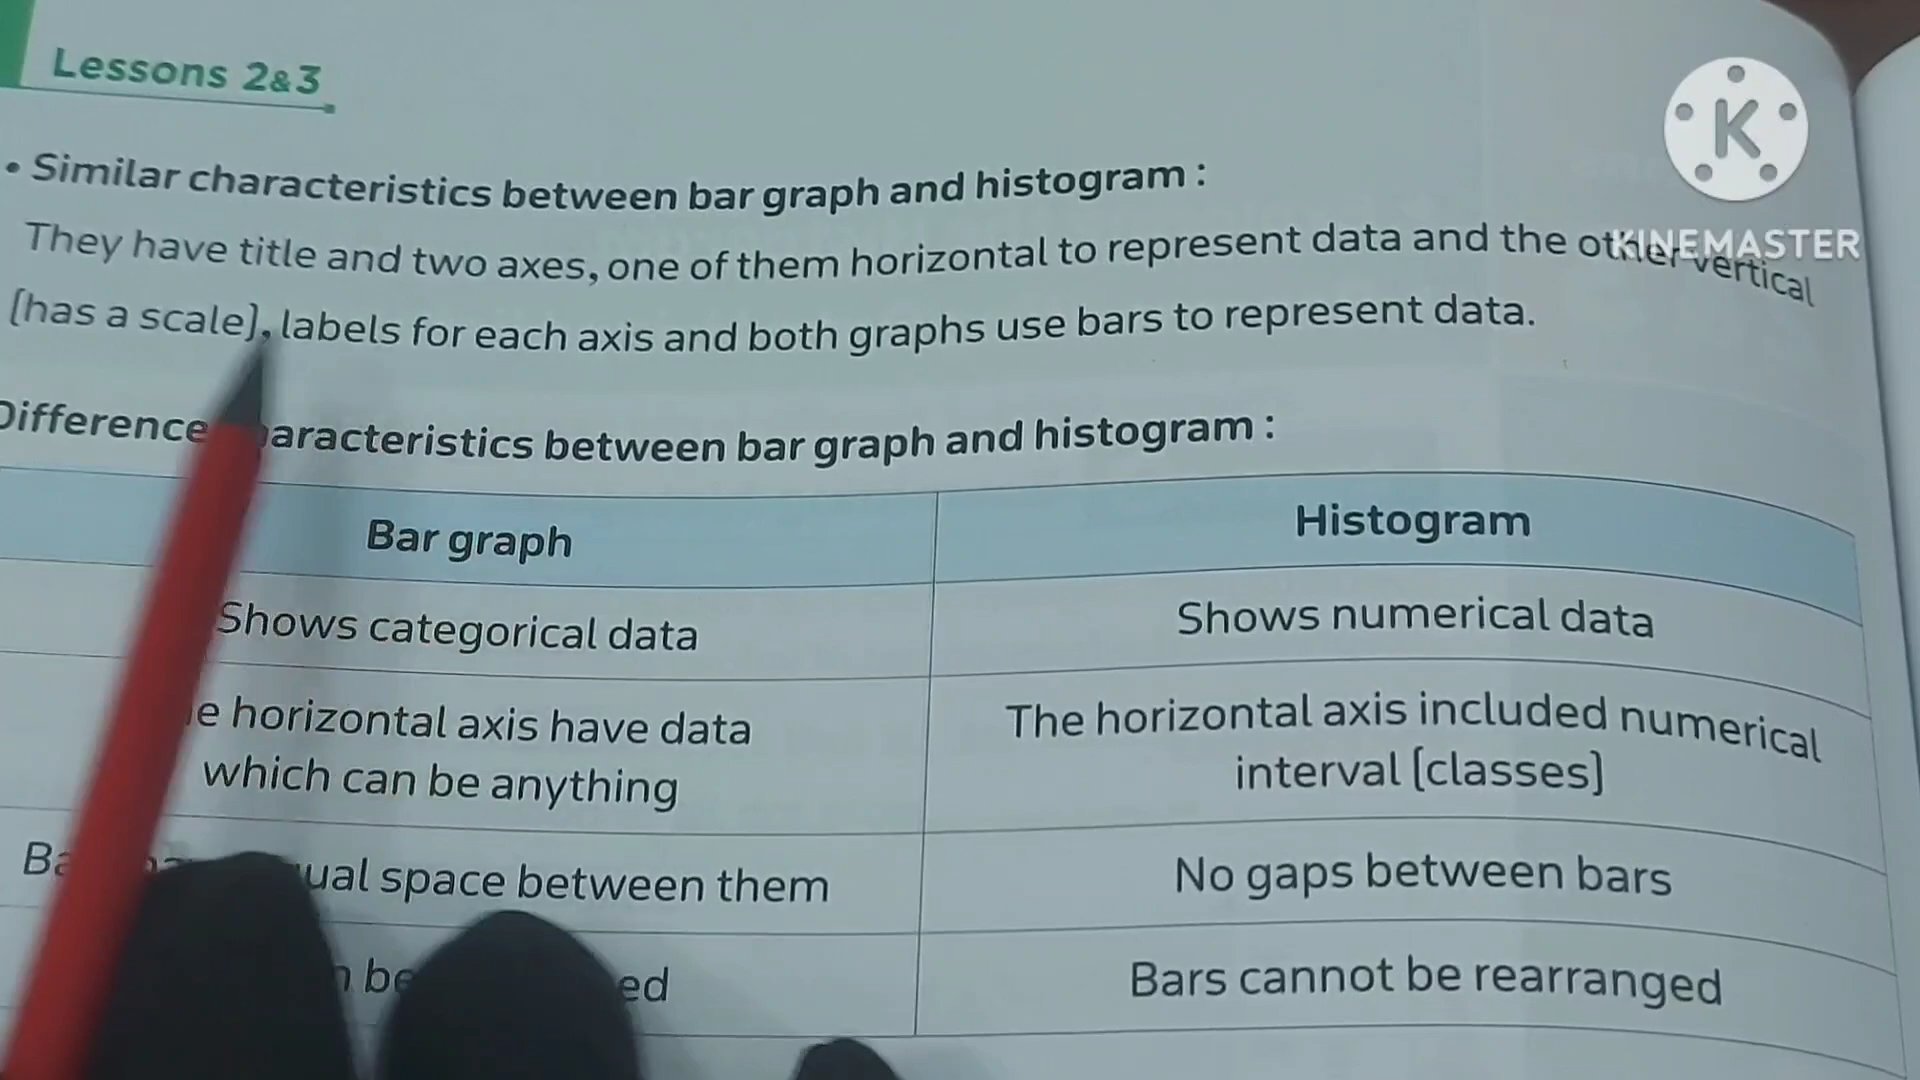 Lessons 2&3
K
• Similar characteristics between bar graph and histogram :
KINEMASTER
They have title and two axes, one of them horizontal to represent data and the other vertical
[has a scale], labels for each axis and both graphs use bars to represent data.
Difference characteristics between bar graph and histogram :
Bar graph
Histogram
Shows categorical data
Shows numerical data
horizontal axis have data
which can be anything
The horizontal axis included numerical
interval [classes]
space between them
No gaps between bars
be
Bars cannot be rearranged